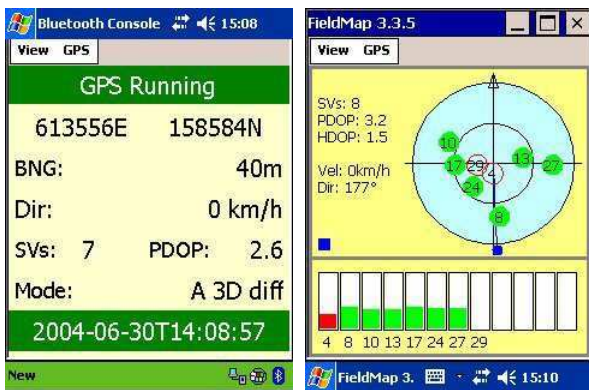 Bluetooth Console 15:08
View GPS
GPS Running
613556E 158584N
BNG: 40m
Dir: 0 km/h
SVs: 7 PDOP: 2.6
Mode: A 3D diff
2004-06-30T14:08:57
New
FieldMap 3.3.5
View GPS
SVs: 8
PDOP: 3.2
HDOP: 1.5
Vel: 0km/h
Dir: 177°
10
17 29 13 27
4
24
8
4 8 10 13 17 24 27 29
FieldMap 3. 15:10